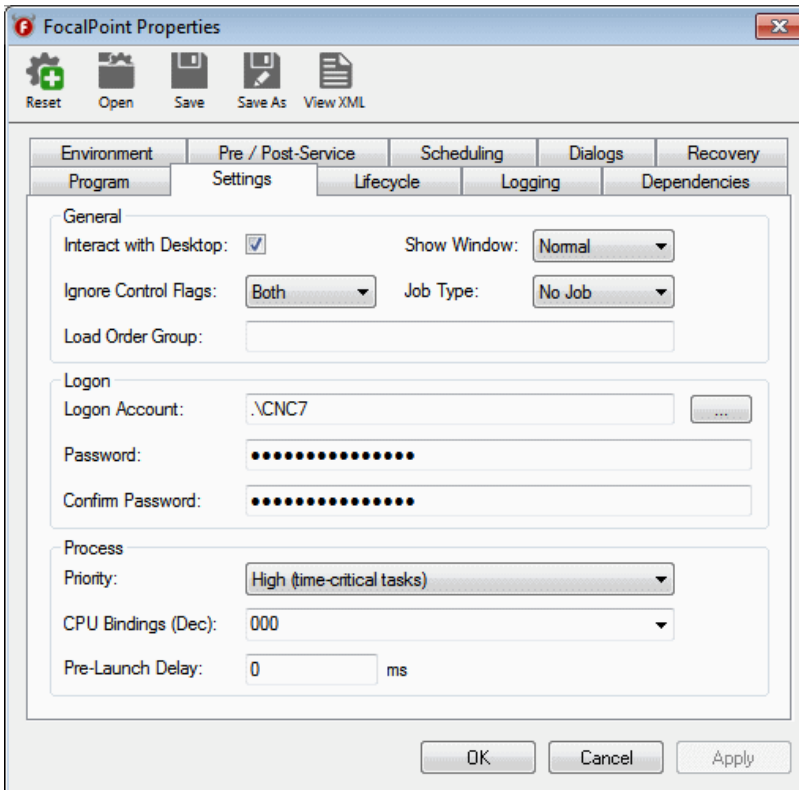 FocalPoint Properties
Reset Open Save Save As View XML
Environment Pre / Post-Service Scheduling Dialogs Recovery
Program Settings Lifecycle Logging Dependencies
General
Interact with Desktop: Show Window: Normal
Ignore Control Flags: Both Job Type: No Job
Load Order Group:
Logon
Logon Account: .\CNC7 ...
Password: ●●●●●●●●●●●●●●●
Confirm Password: ●●●●●●●●●●●●●●●
Process
Priority: High (time-critical tasks)
CPU Bindings (Dec): 000
Pre-Launch Delay: 0 ms
OK Cancel Apply